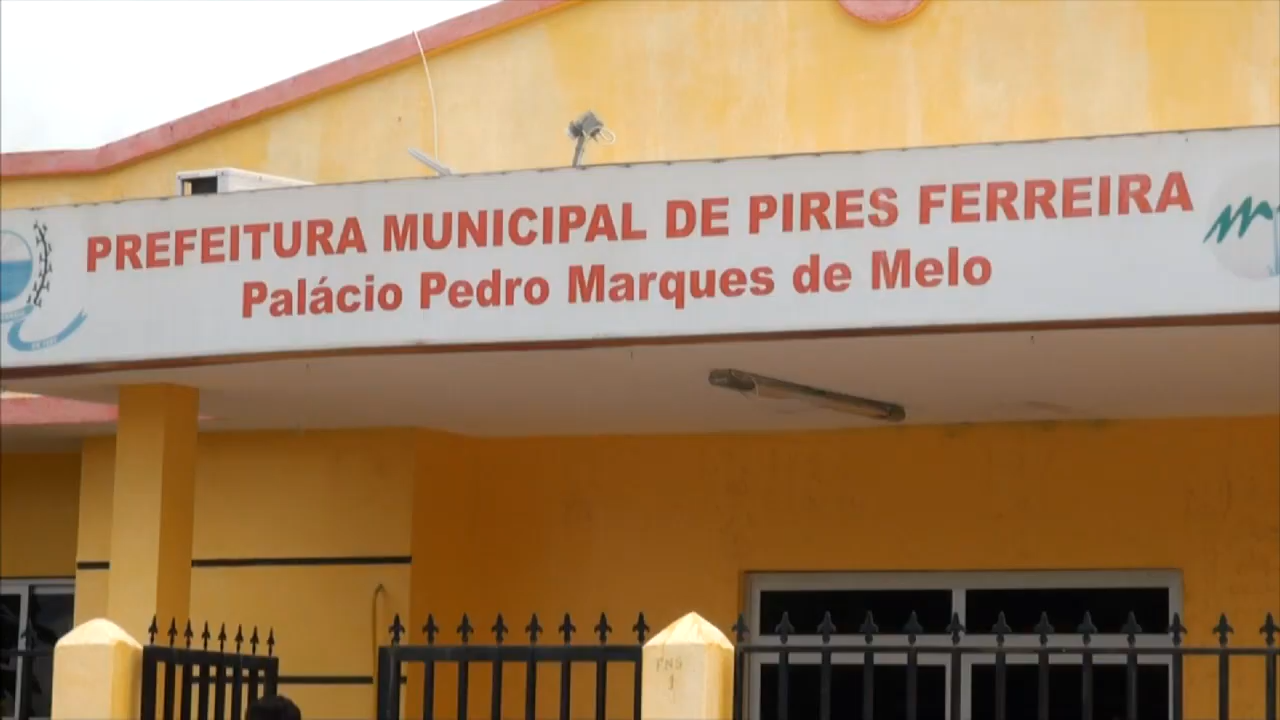 PREFEITURA MUNICIPAL DE PIRES FERREIRA
Palácio Pedro Marques de Melo